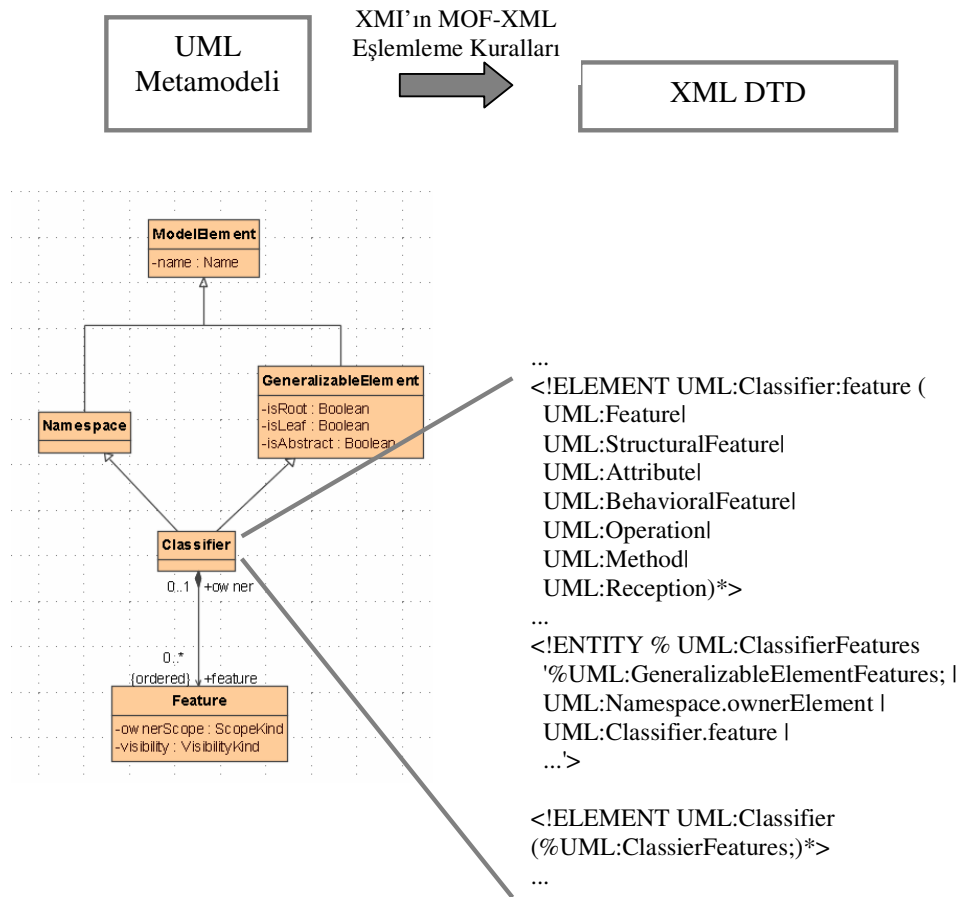 UML
Metamodeli
XMI'ın MOF-XML
Eşlemleme Kuralları
XML DTD
ModelElement
-name : Name
GeneralizableElement
-isRoot : Boolean
-isLeaf : Boolean
-isAbstract : Boolean
Namespace
Classifier
0..1 +owner
0..*
{ordered} +feature
Feature
-ownerScope : ScopeKind
-visibility : VisibilityKind
...
<!ELEMENT UML:Classifier:feature (
UML:Feature|
UML:StructuralFeature|
UML:Attribute|
UML:BehavioralFeature|
UML:Operation|
UML:Method|
UML:Reception)*>
...
<!ENTITY % UML:ClassifierFeatures
'%UML:GeneralizableElementFeatures; |
UML:Namespace.ownerElement |
UML:Classifier.feature |
...'>
<!ELEMENT UML:Classifier
(%UML:ClassierFeatures;)*>
...